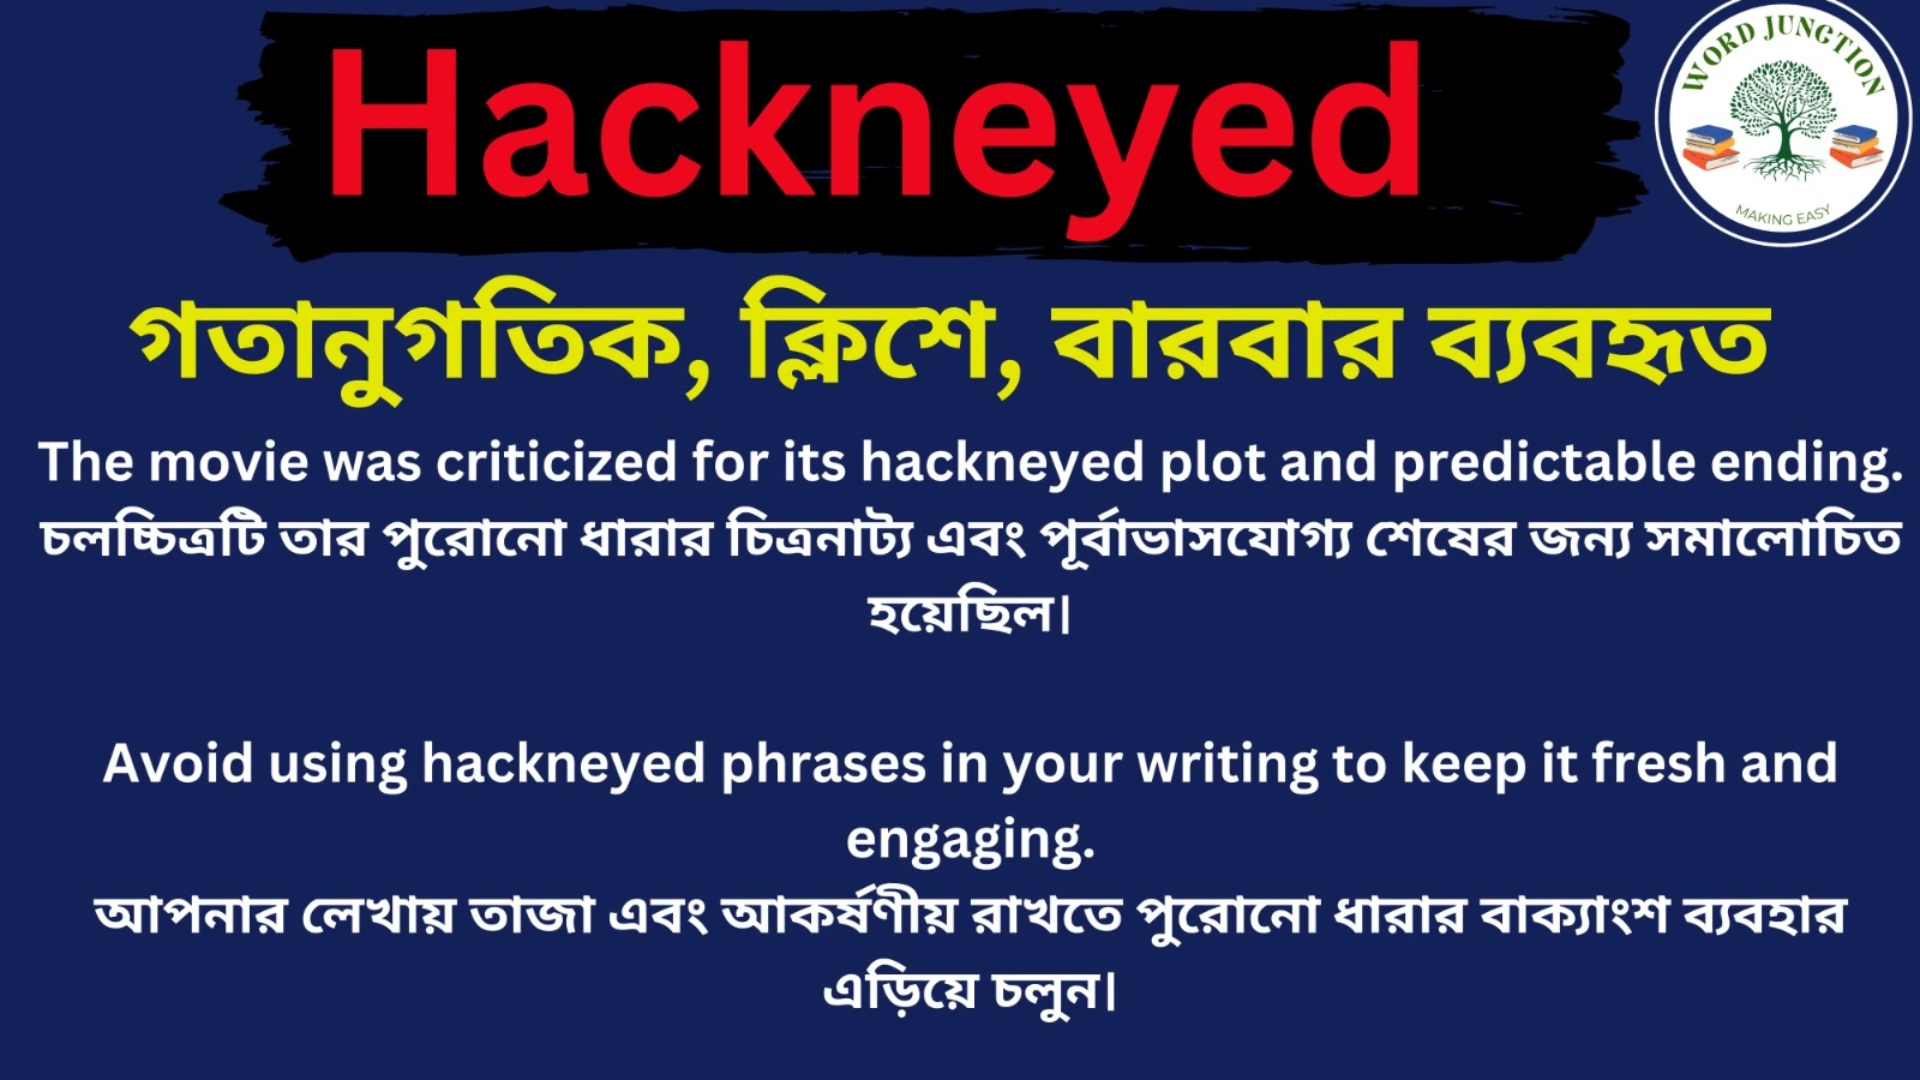 Hackneyed
WORD JUNCTION
MAKING EASY
গতানুগতিক, ক্লিশে, বারবার ব্যবহৃত
The movie was criticized for its hackneyed plot and predictable ending.
চলচ্চিত্রটি তার পুরোনো ধারার চিত্রনাট্য এবং পূর্বাভাসযোগ্য শেষের জন্য সমালোচিত
হয়েছিল।
Avoid using hackneyed phrases in your writing to keep it fresh and
engaging.
আপনার লেখায় তাজা এবং আকর্ষণীয় রাখতে পুরোনো ধারার বাক্যাংশ ব্যবহার
এড়িয়ে চলুন।